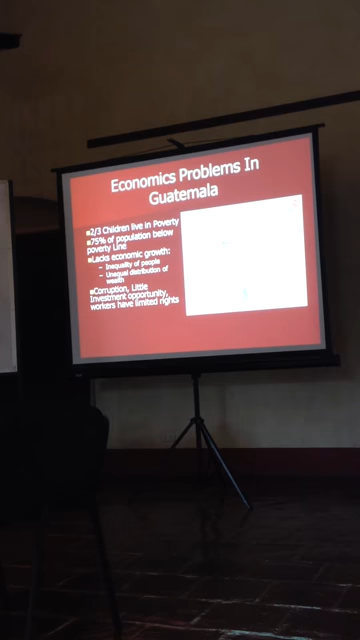 Economics Problems In
Guatemala
2/3 Children live in Poverty
75% of population below
poverty Line
Lacks economic growth:
– Inequality of people
– Unequal distribution of
wealth
Corruption, Little
Investment opportunity,
workers have limited rights